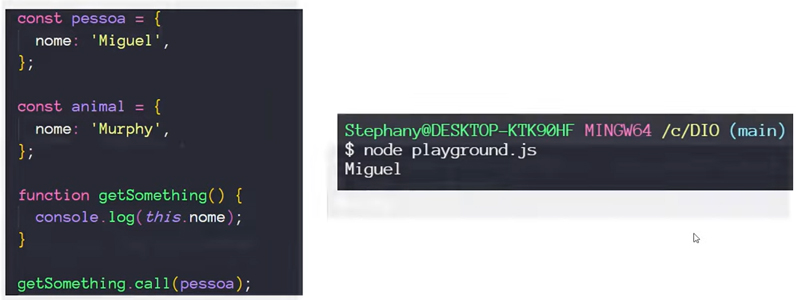 const pessoa = {
  nome: 'Miguel',
};
const animal = {
  nome: 'Murphy',
};
function getSomething() {
  console.log(this.nome);
}
getSomething.call(pessoa);
Stephany@DESKTOP-KTK90HF MINGW64 /c/DIO (main)
$ node playground.js
Miguel